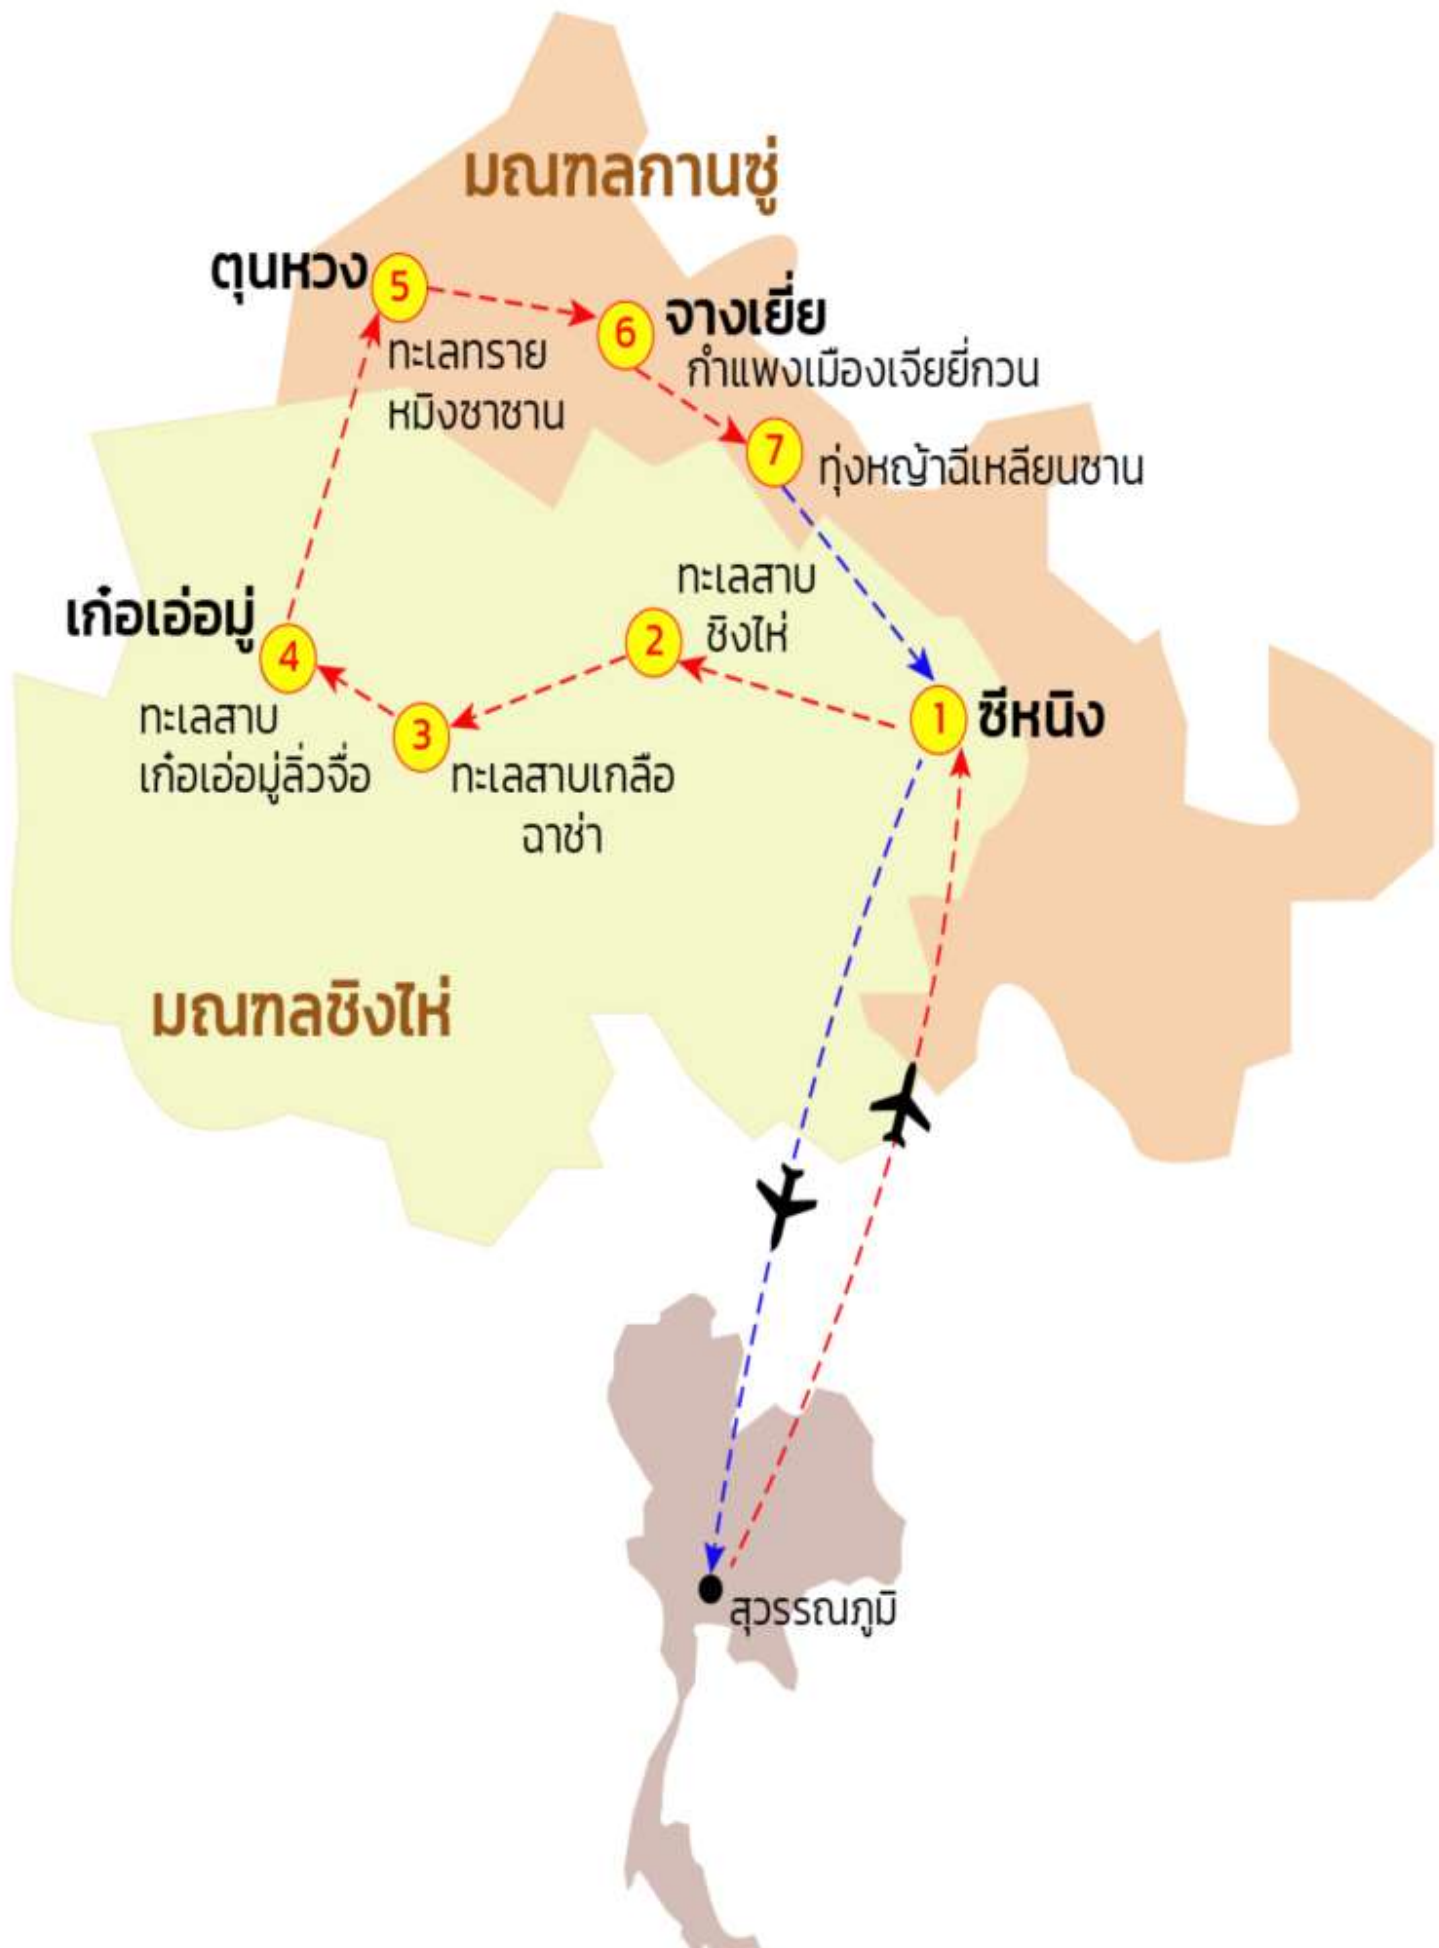 มณฑลกานซู่
ตุนหวง
5
6
จางเยี่ย
ทะเลทราย
หมิงซาซาน
กำแพงเมืองเจียยี่กวน
7
ทุ่งหญ้าฉีเหลียนซาน
ทะเลสาบ
ชิงไห่
2
เก๋อเอ่อมู่
4
ทะเลสาบ
เก๋อเอ่อมู่ลิ่วจื่อ
3
ทะเลสาบเกลือ
ฉาช่า
1
ซีหนิง
มณฑลชิงไห่
สุวรรณภูมิ